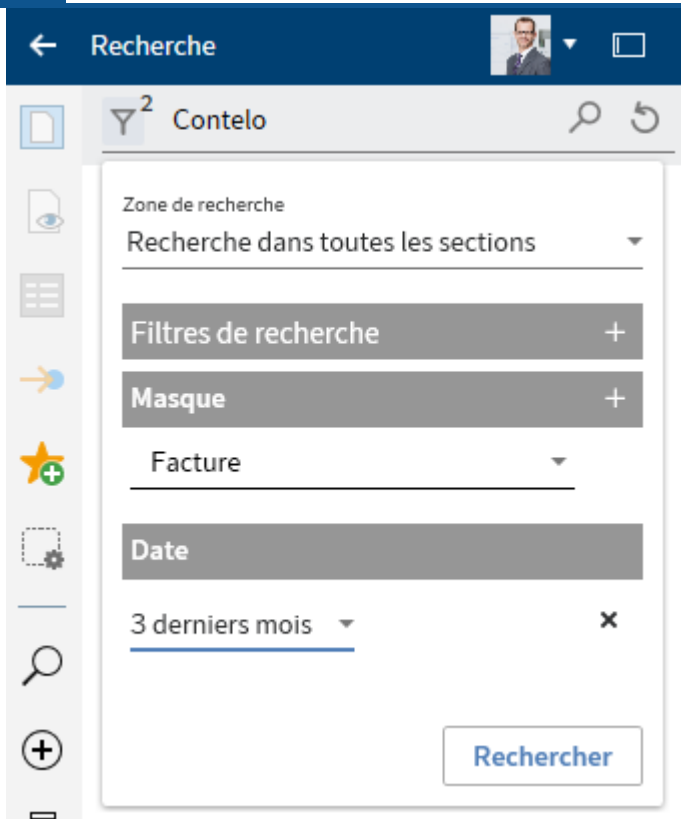 Recherche
2
Contelo
Zone de recherche
Recherche dans toutes les sections
Filtres de recherche +
Masque +
Facture
Date
3 derniers mois
Rechercher